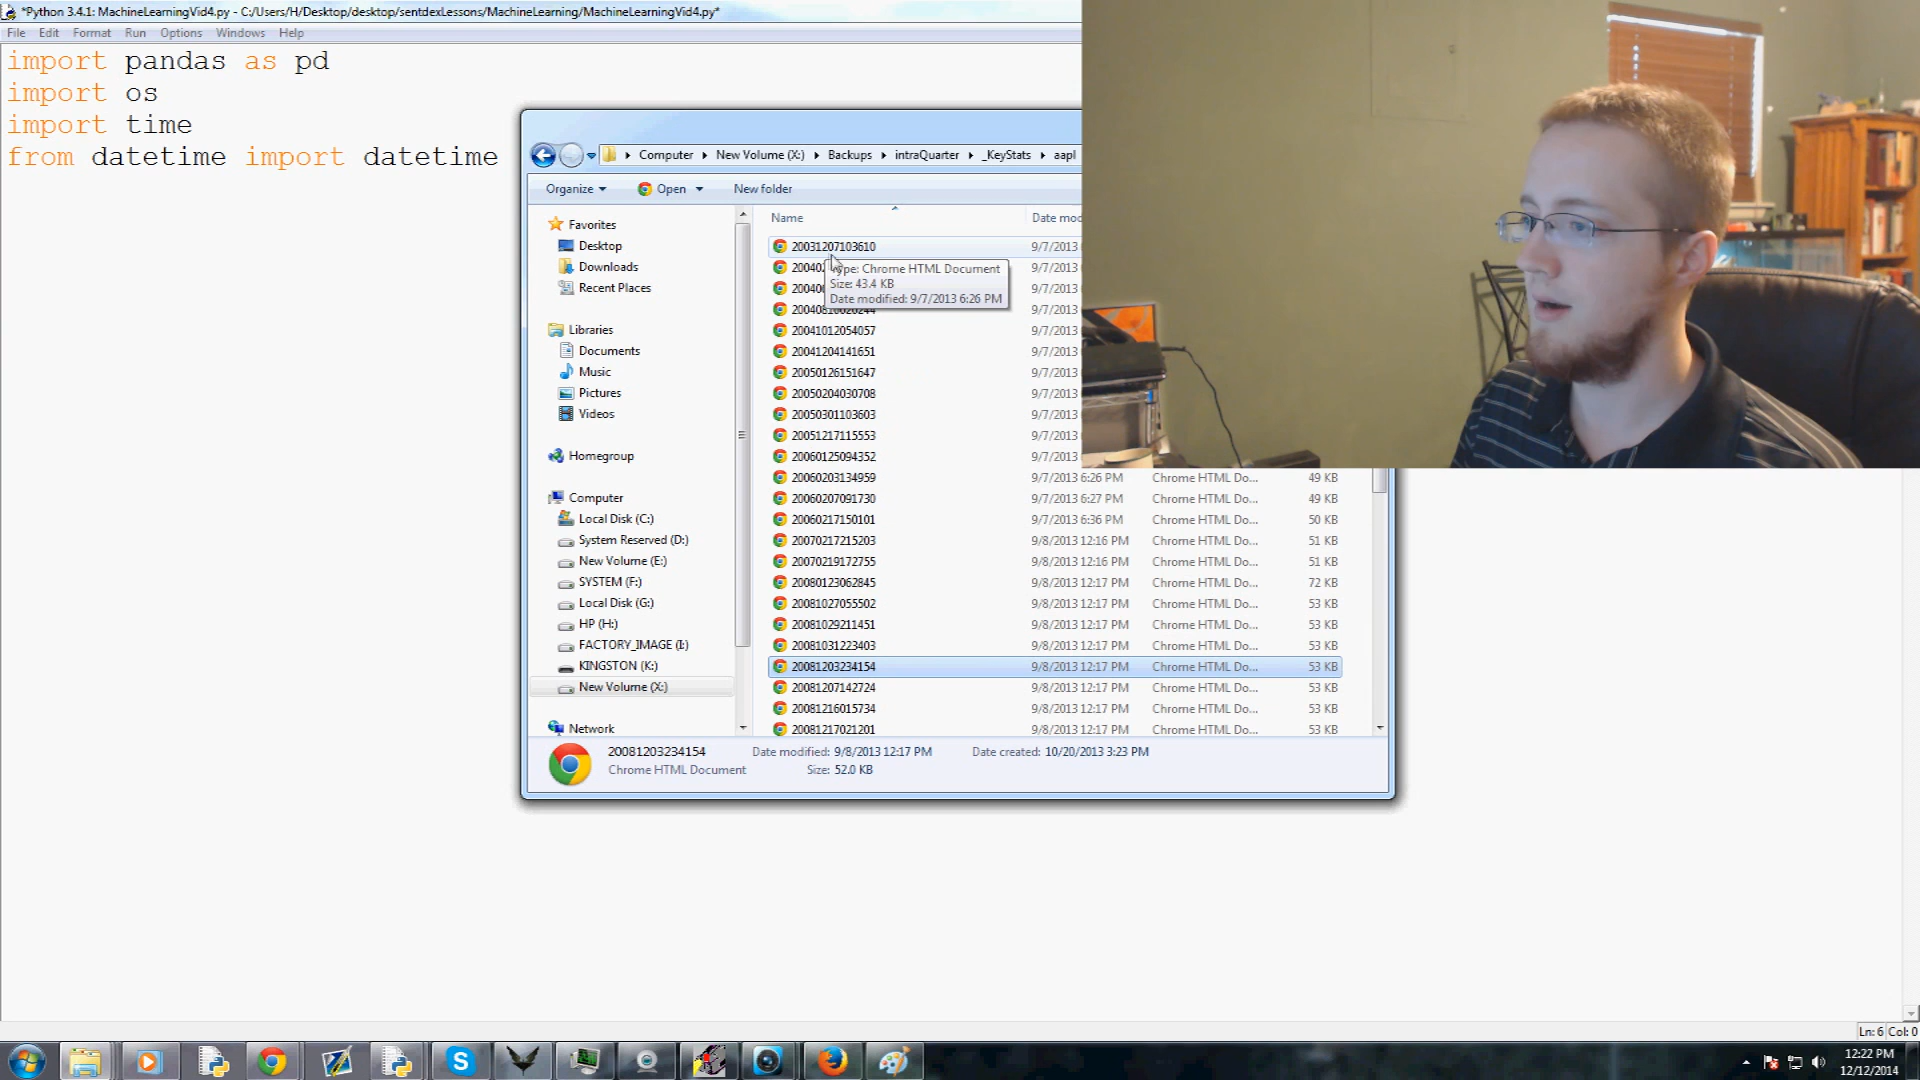 *Python 3.4.1: MachineLearningVid4.py - C:/Users/H/Desktop/desktop/sentdexLessons/MachineLearning/MachineLearningVid4.py*
File Edit Format Run Options Windows Help
import pandas as pd
import os
import time
from datetime import datetime
Computer New Volume (X:) Backups intraQuarter _KeyStats aapl
Organize Open New folder
Favorites
Desktop
Downloads
Recent Places
Libraries
Documents
Music
Pictures
Videos
Homegroup
Computer
Local Disk (C:)
System Reserved (D:)
New Volume (E:)
SYSTEM (F:)
Local Disk (G:)
HP (H:)
FACTORY_IMAGE (I:)
KINGSTON (K:)
New Volume (X:)
Network
Name Date mo
20031207103610 9/7/2013
9/7/2013
9/7/2013
9/7/2013
Type: Chrome HTML Document
Size: 43.4 KB
Date modified: 9/7/2013 6:26 PM
20041012054057 9/7/2013
20041204141651 9/7/2013
20050126151647 9/7/2013
20050204030708 9/7/2013
20050301103603 9/7/2013
20051217115553 9/7/2013
20060125094352 9/7/2013
20060203134959 9/7/2013 6:26 PM Chrome HTML Do... 49 KB
20060207091730 9/7/2013 6:27 PM Chrome HTML Do... 49 KB
20060217150101 9/7/2013 6:36 PM Chrome HTML Do... 50 KB
20070217215203 9/8/2013 12:16 PM Chrome HTML Do... 51 KB
20070219172755 9/8/2013 12:16 PM Chrome HTML Do... 51 KB
20080123062845 9/8/2013 12:17 PM Chrome HTML Do... 72 KB
20081027055502 9/8/2013 12:17 PM Chrome HTML Do... 53 KB
20081029211451 9/8/2013 12:17 PM Chrome HTML Do... 53 KB
20081031223403 9/8/2013 12:17 PM Chrome HTML Do... 53 KB
20081203234154 9/8/2013 12:17 PM Chrome HTML Do... 53 KB
20081207142724 9/8/2013 12:17 PM Chrome HTML Do... 53 KB
20081216015734 9/8/2013 12:17 PM Chrome HTML Do... 53 KB
20081217021201 9/8/2013 12:17 PM Chrome HTML Do... 53 KB
20081203234154 Date modified: 9/8/2013 12:17 PM Date created: 10/20/2013 3:23 PM
Chrome HTML Document Size: 52.0 KB
Ln: 6 Col: 0
12:22 PM
12/12/2014